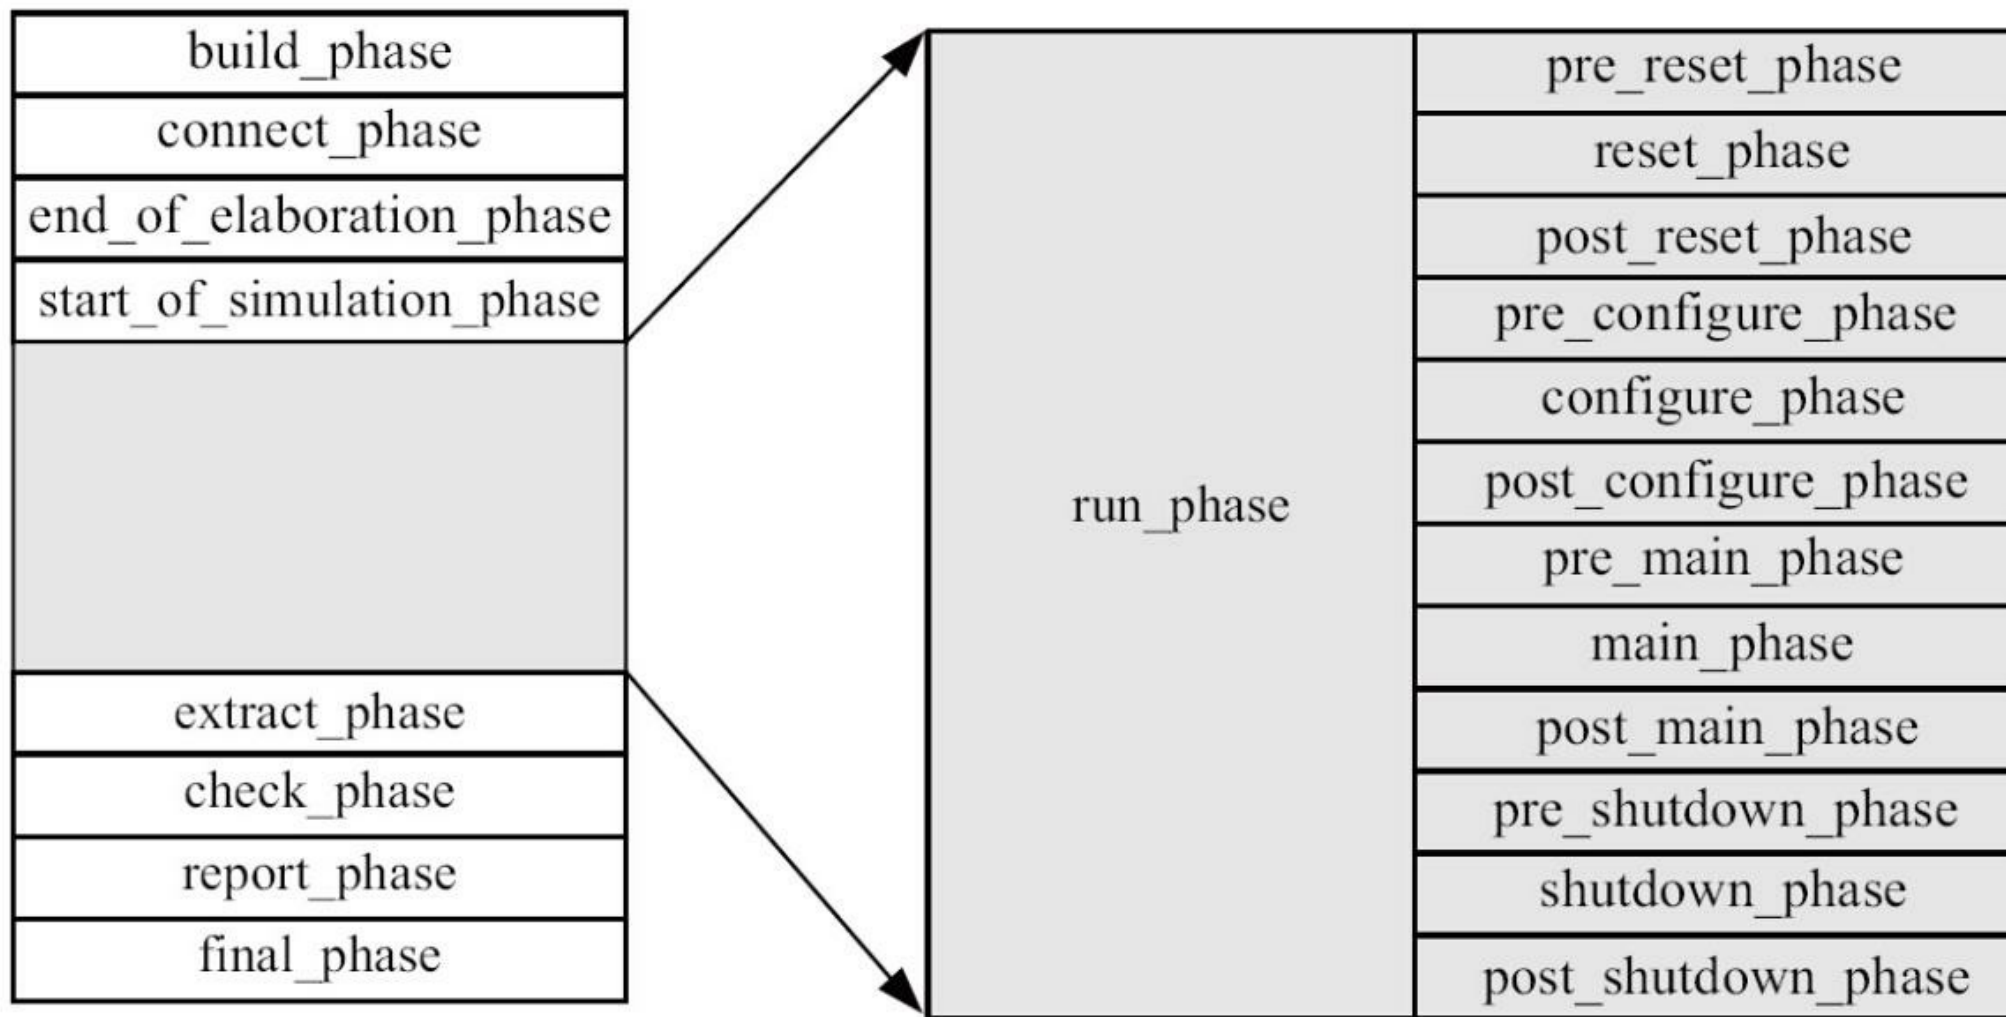 build_phase
connect_phase
end_of_elaboration_phase
start_of_simulation_phase
extract_phase
check_phase
report_phase
final_phase
run_phase
pre_reset_phase
reset_phase
post_reset_phase
pre_configure_phase
configure_phase
post_configure_phase
pre_main_phase
main_phase
post_main_phase
pre_shutdown_phase
shutdown_phase
post_shutdown_phase